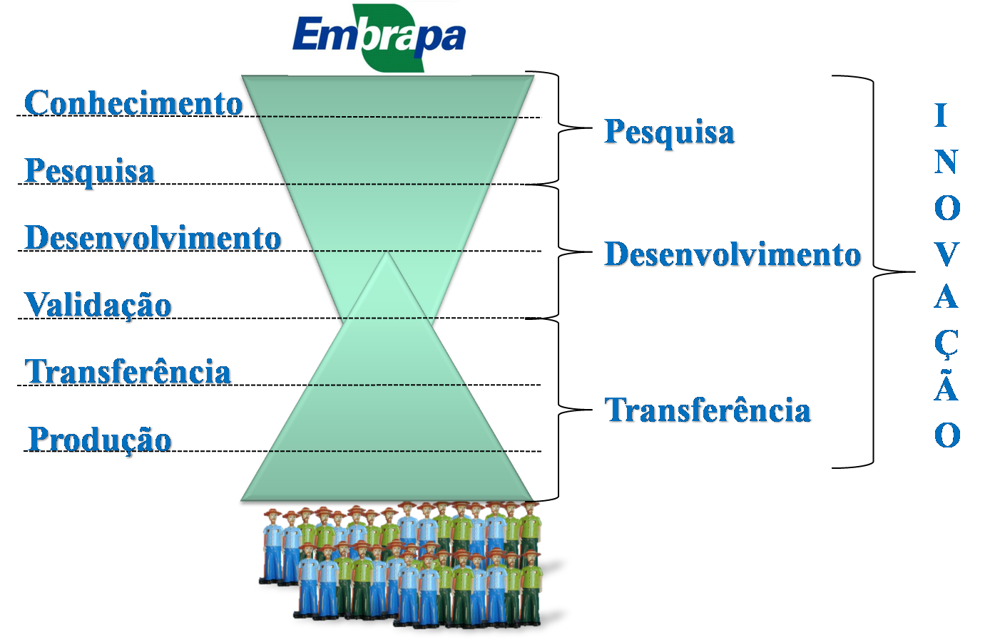 Embrapa
Conhecimento
Pesquisa
Desenvolvimento
Validação
Transferência
Produção
Pesquisa
Desenvolvimento
Transferência
I
N
O
V
A
Ç
Ã
O